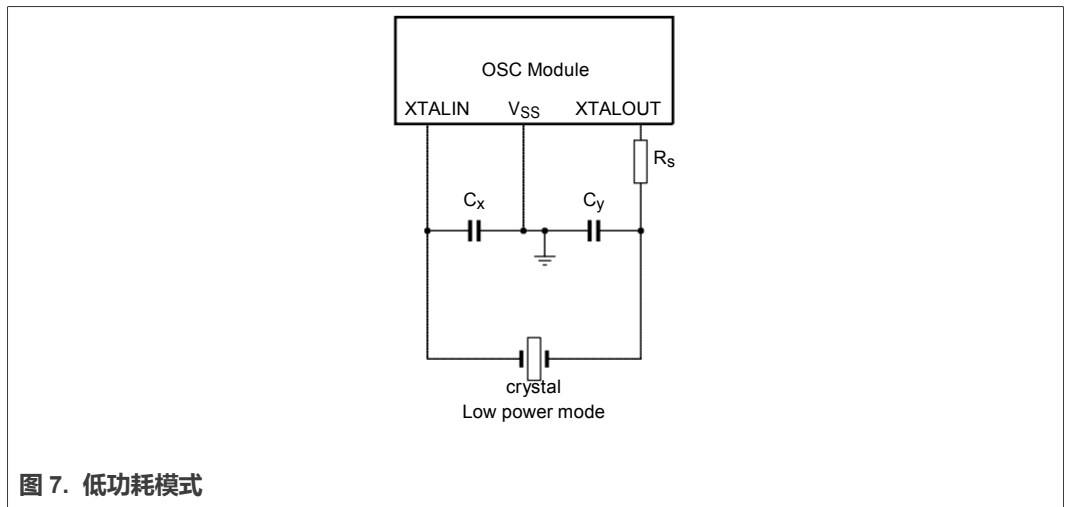 OSC Module
XTALIN VSS XTALOUT
Rs
Cx Cy
crystal
Low power mode
图 7. 低功耗模式